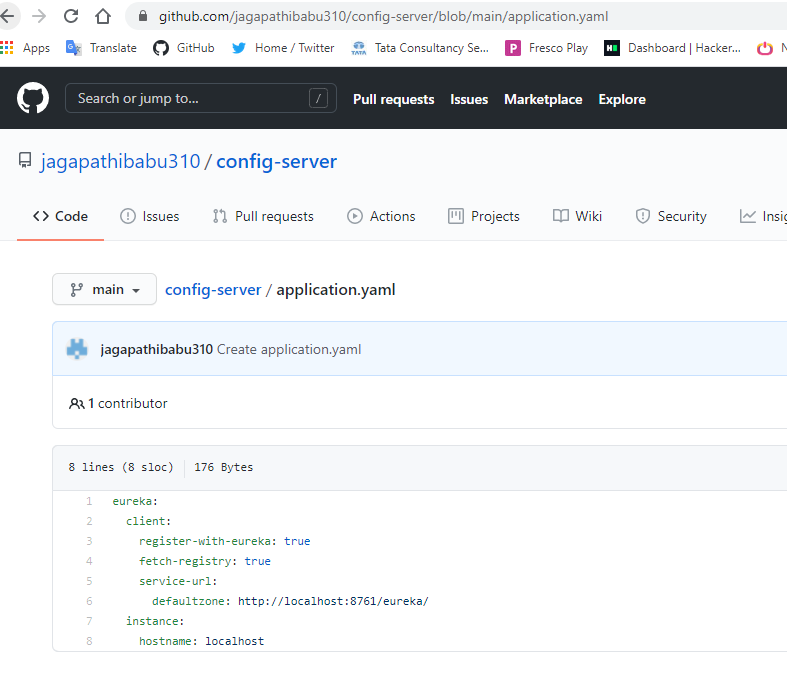 github.com/jagapathibabu310/config-server/blob/main/application.yaml
Apps Translate GitHub Home / Twitter TATA Tata Consultancy Se... P Fresco Play H Dashboard | Hacker... N
Search or jump to... / Pull requests Issues Marketplace Explore
jagapathibabu310 / config-server
Code Issues Pull requests Actions Projects Wiki Security Insig
main config-server / application.yaml
jagapathibabu310 Create application.yaml
1 contributor
8 lines (8 sloc) 176 Bytes
1 eureka:
2 client:
3 register-with-eureka: true
4 fetch-registry: true
5 service-url:
6 defaultzone: http://localhost:8761/eureka/
7 instance:
8 hostname: localhost